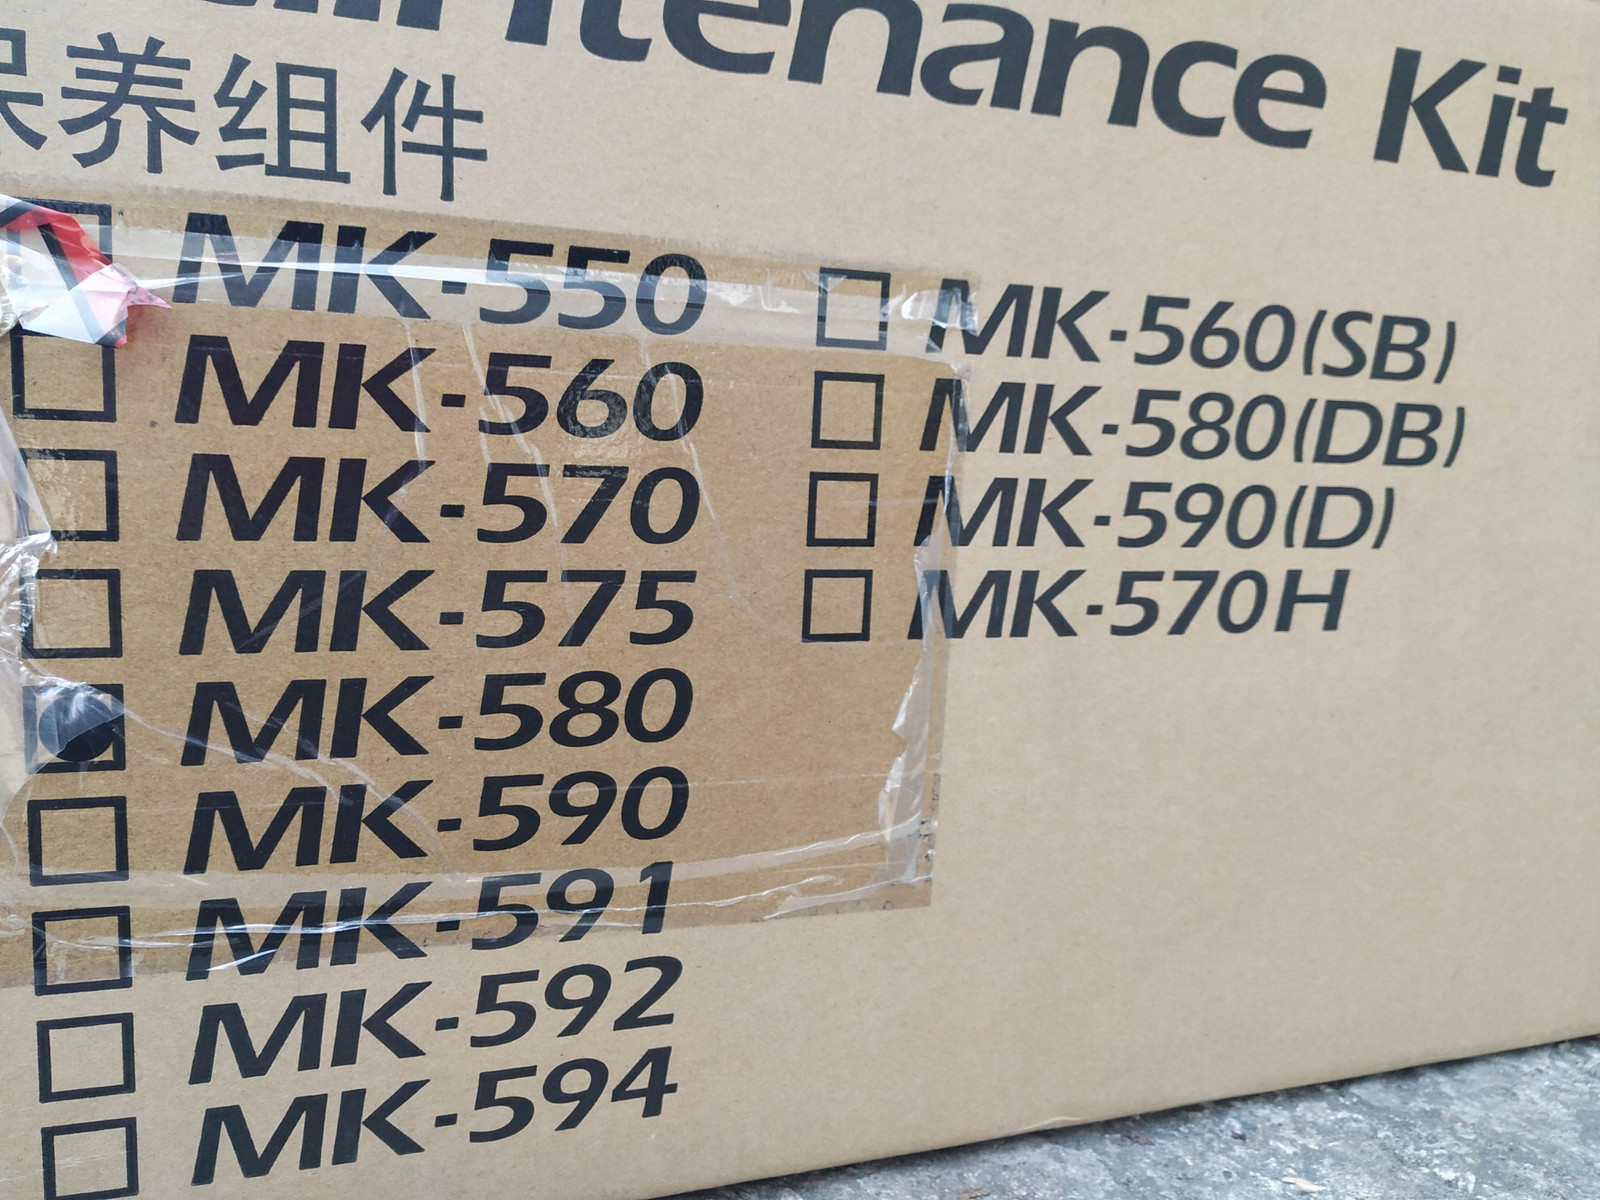 Maintenance Kit
保养组件
MK-550
MK-560
MK-570
MK-575
MK-580
MK-590
MK-591
MK-592
MK-594
MK-560(SB)
MK-580(DB)
MK-590(D)
MK-570H